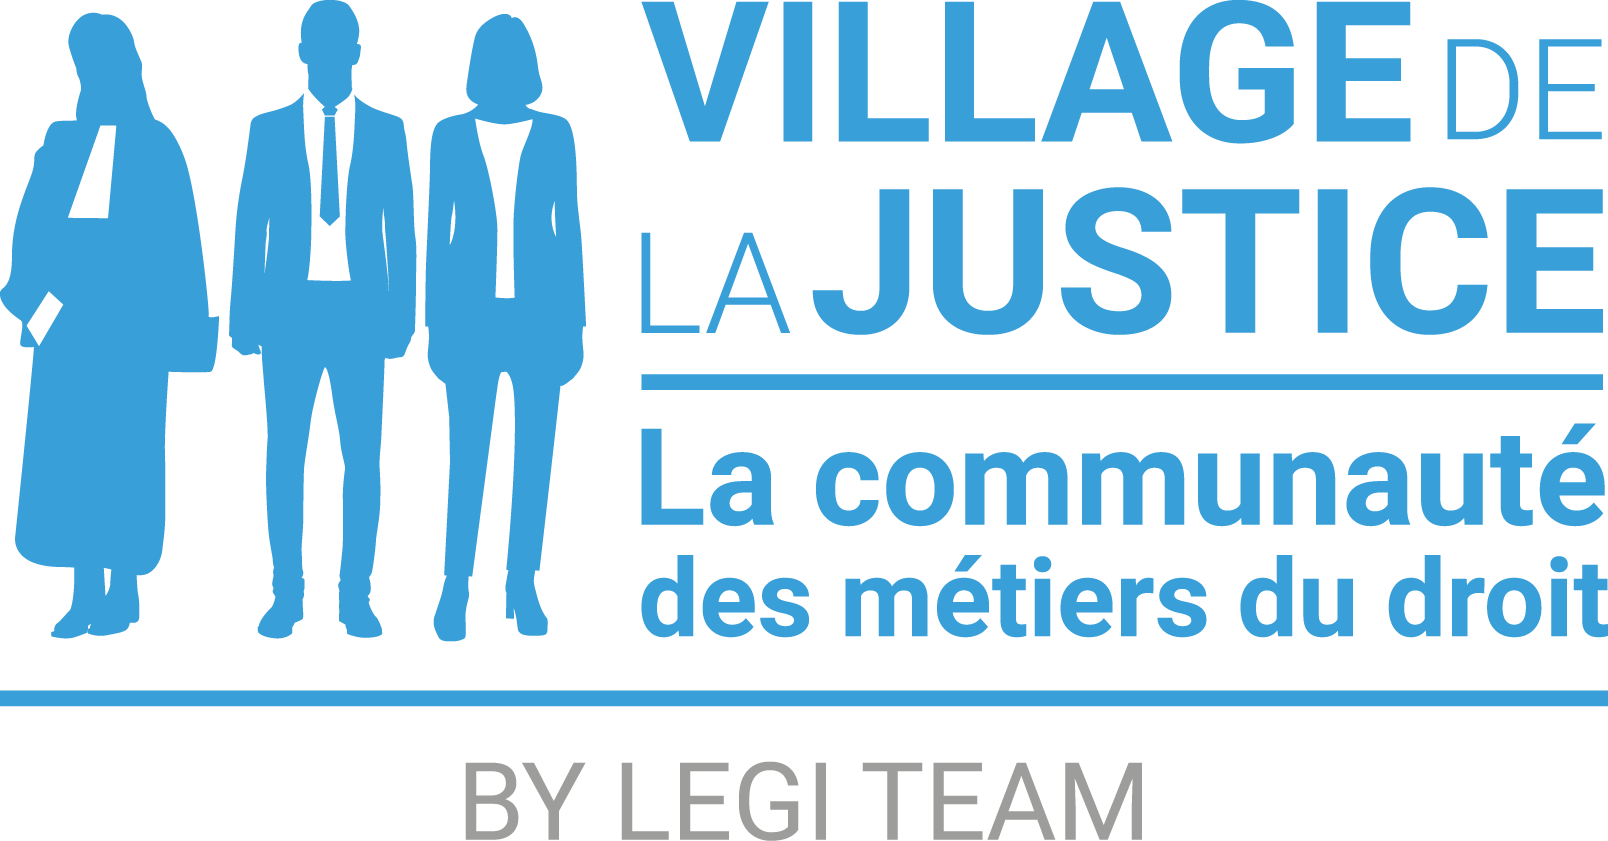 VILLAGE DE
LA JUSTICE
La communauté
des métiers du droit
BY LEGI TEAM